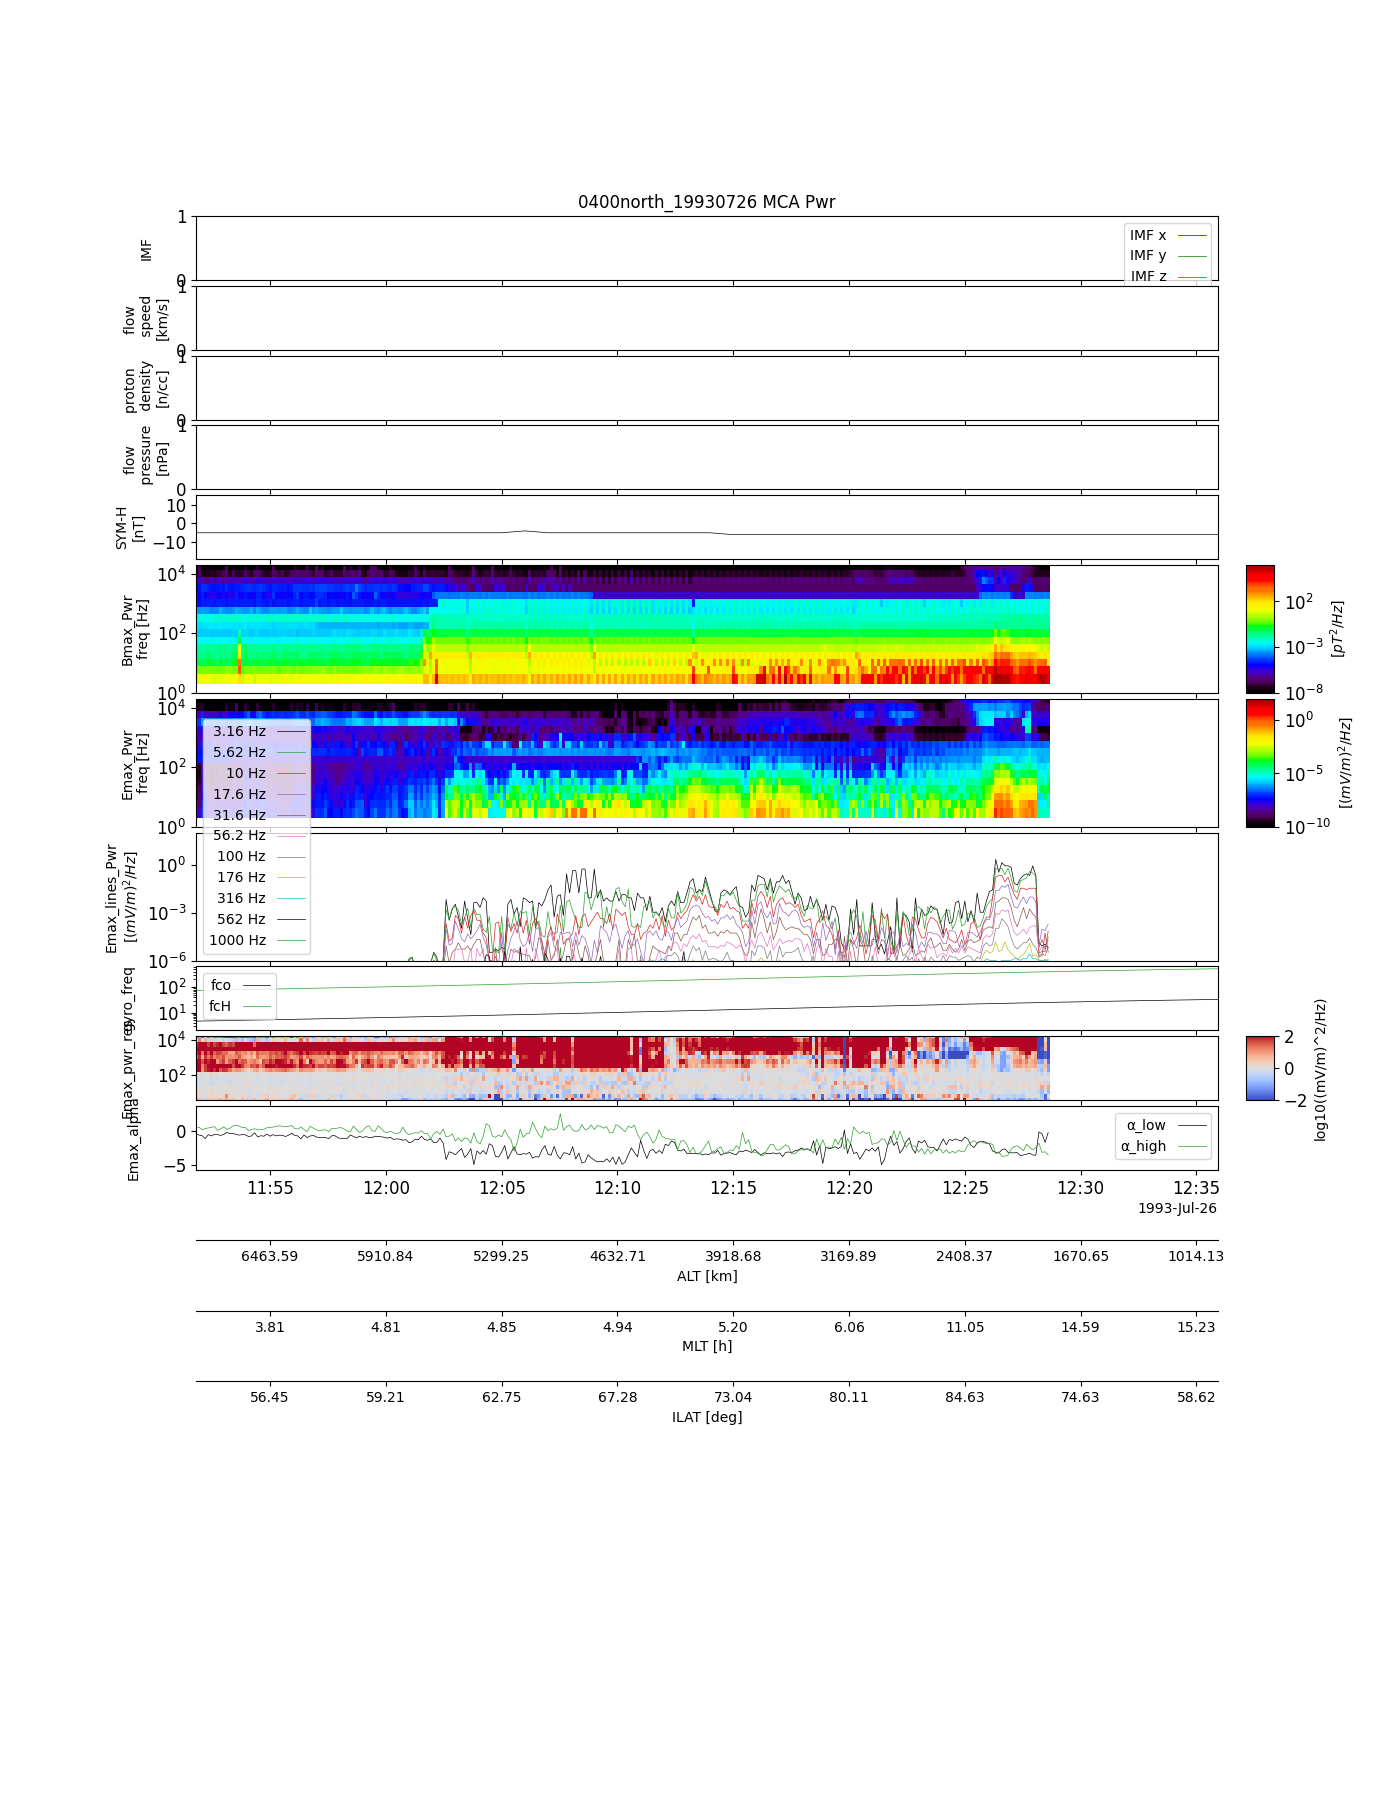 0400north_19930726 MCA Pwr
1
0
IMF
IMF x
IMF y
IMF z
1
0
flow
speed
[km/s]
1
0
proton
density
[n/cc]
1
0
flow
pressure
[nPa]
10
0
−10
SYM-H
[nT]
10^4
10^2
10^0
Bmax_Pwr
freq [Hz]
10^2
10^−3
10^−8
[pT^2/Hz]
10^4
10^2
10^0
Emax_Pwr
freq [Hz]
10^0
10^−5
10^−10
[(mV/m)^2/Hz]
3.16 Hz
5.62 Hz
10 Hz
17.6 Hz
31.6 Hz
56.2 Hz
100 Hz
176 Hz
316 Hz
562 Hz
1000 Hz
10^0
10^−3
10^−6
Emax_lines_Pwr
[(mV/m)^2/Hz]
10^2
10^1
gyro_freq
fco
fcH
10^4
10^2
Emax_pwr_res
2
0
−2
log10((mV/m)^2/Hz)
0
−5
Emax_alpha
α_low
α_high
11:55 12:00 12:05 12:10 12:15 12:20 12:25 12:30 12:35
1993-Jul-26
6463.59 5910.84 5299.25 4632.71 3918.68 3169.89 2408.37 1670.65 1014.13
ALT [km]
3.81 4.81 4.85 4.94 5.20 6.06 11.05 14.59 15.23
MLT [h]
56.45 59.21 62.75 67.28 73.04 80.11 84.63 74.63 58.62
ILAT [deg]